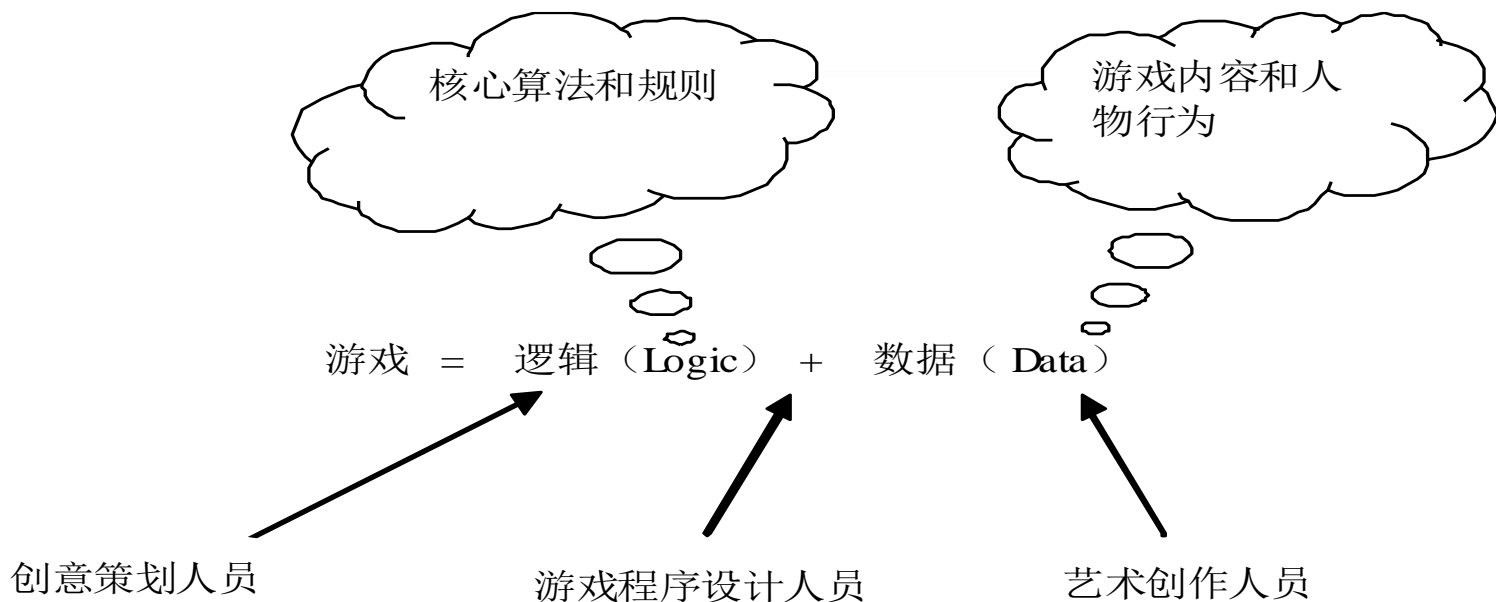 核心算法和规则
游戏内容和人
物行为
游戏 = 逻辑（Logic） + 数据（Data）
创意策划人员
游戏程序设计人员
艺术创作人员